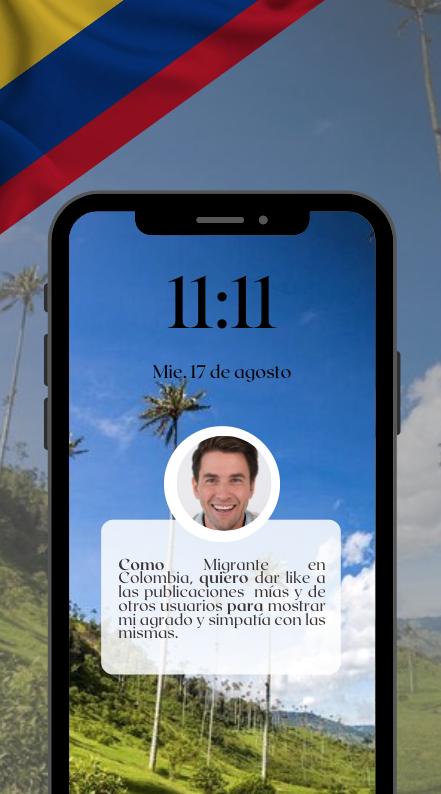 11:11
Mie. 17 de agosto
Como Migrante en
Colombia, quiero dar like a
las publicaciones mías y de
otros usuarios para mostrar
mi agrado y simpatía con las
mismas.